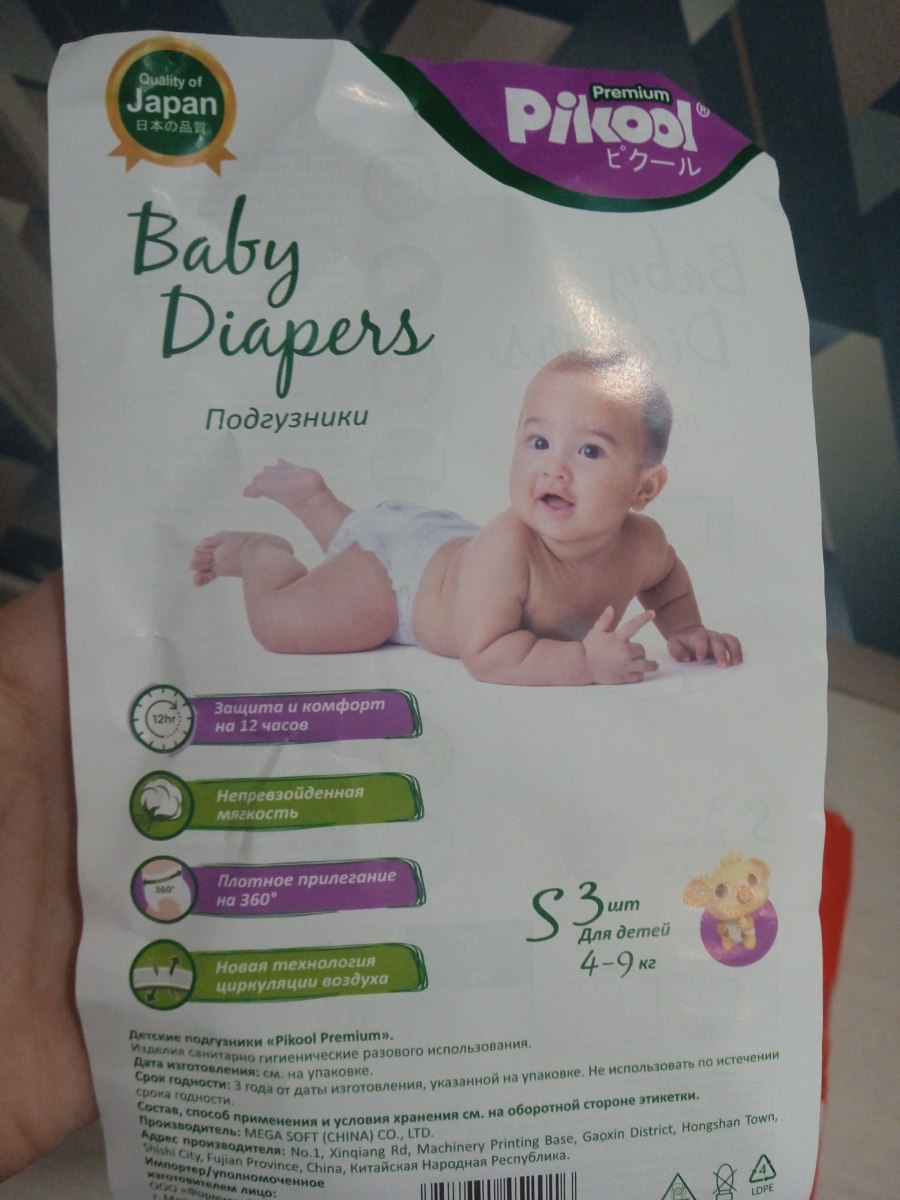 Quality of
Japan
日本の品質
Premium
Pikool®
ピクール
Baby
Diapers
Подгузники
12hr
Защита и комфорт
на 12 часов
Непревзойденная
мягкость
360°
Плотное прилегание
на 360°
Новая технология
циркуляции воздуха
S 3 шт
Для детей
4-9 кг
Детские подгузники «Pikool Premium».
Изделия санитарно гигиенические разового использования.
Дата изготовления: см. на упаковке.
Срок годности: 3 года от даты изготовления, указанной на упаковке. Не использовать по истечении
срока годности.
Состав, способ применения и условия хранения см. на оборотной стороне этикетки.
Производитель: MEGA SOFT (CHINA) CO., LTD.
Адрес производителя: No.1, Xinqiang Rd, Machinery Printing Base, Gaoxin District, Hongshan Town,
Shishi City, Fujian Province, China, Китайская Народная Республика.
Импортер/уполномоченное
изготовителем лицо:
ООО
4
LDPE